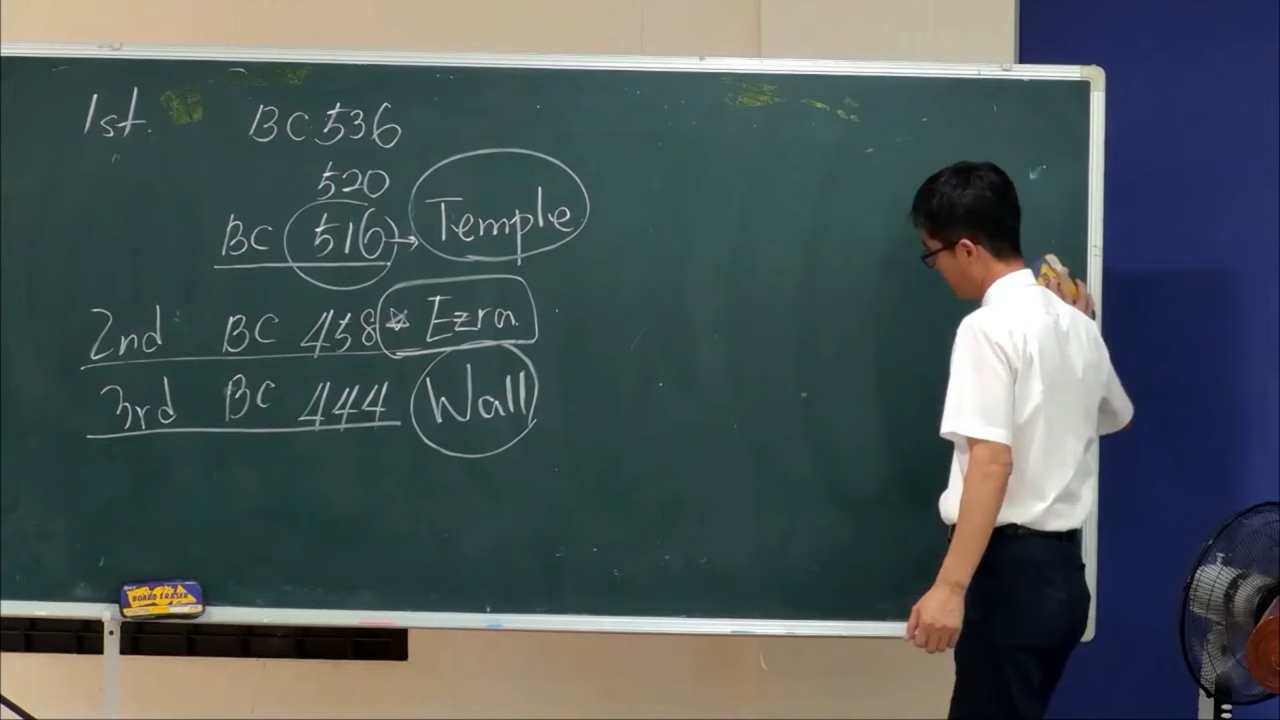 1st. BC 536
520
BC 516 → Temple
2nd BC 458 Ezra
3rd BC 444 Wall
BOARD ERASER